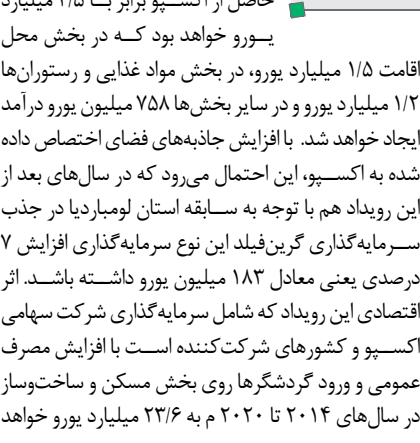 حاصل از اکسپو برابر با ۳/۵ میلیارد
یورو خواهد بود که در بخش محل
اقامت ۱/۵ میلیارد یورو، در بخش مواد غذایی و رستوران‌ها
۱/۲ میلیارد یورو و در سایر بخش‌ها ۷۵۸ میلیون یورو درآمد
ایجاد خواهد شد. با افزایش جاذبه‌های فضای اختصاص داده
شده به اکسپو، این احتمال می‌رود که در سال‌های بعد از
این رویداد هم با توجه به سابقه استان لومباردیا در جذب
سرمایه‌گذاری گرین‌فیلد این نوع سرمایه‌گذاری افزایش ۷
درصدی یعنی معادل ۱۸۳ میلیون یورو داشته باشد. اثر
اقتصادی این رویداد که شامل سرمایه‌گذاری شرکت سهامی
اکسپو و کشورهای شرکت‌کننده است با افزایش مصرف
عمومی و ورود گردشگرها روی بخش مسکن و ساخت‌وساز
در سال‌های ۲۰۱۴ تا ۲۰۲۰ م به ۲۳/۶ میلیارد یورو خواهد